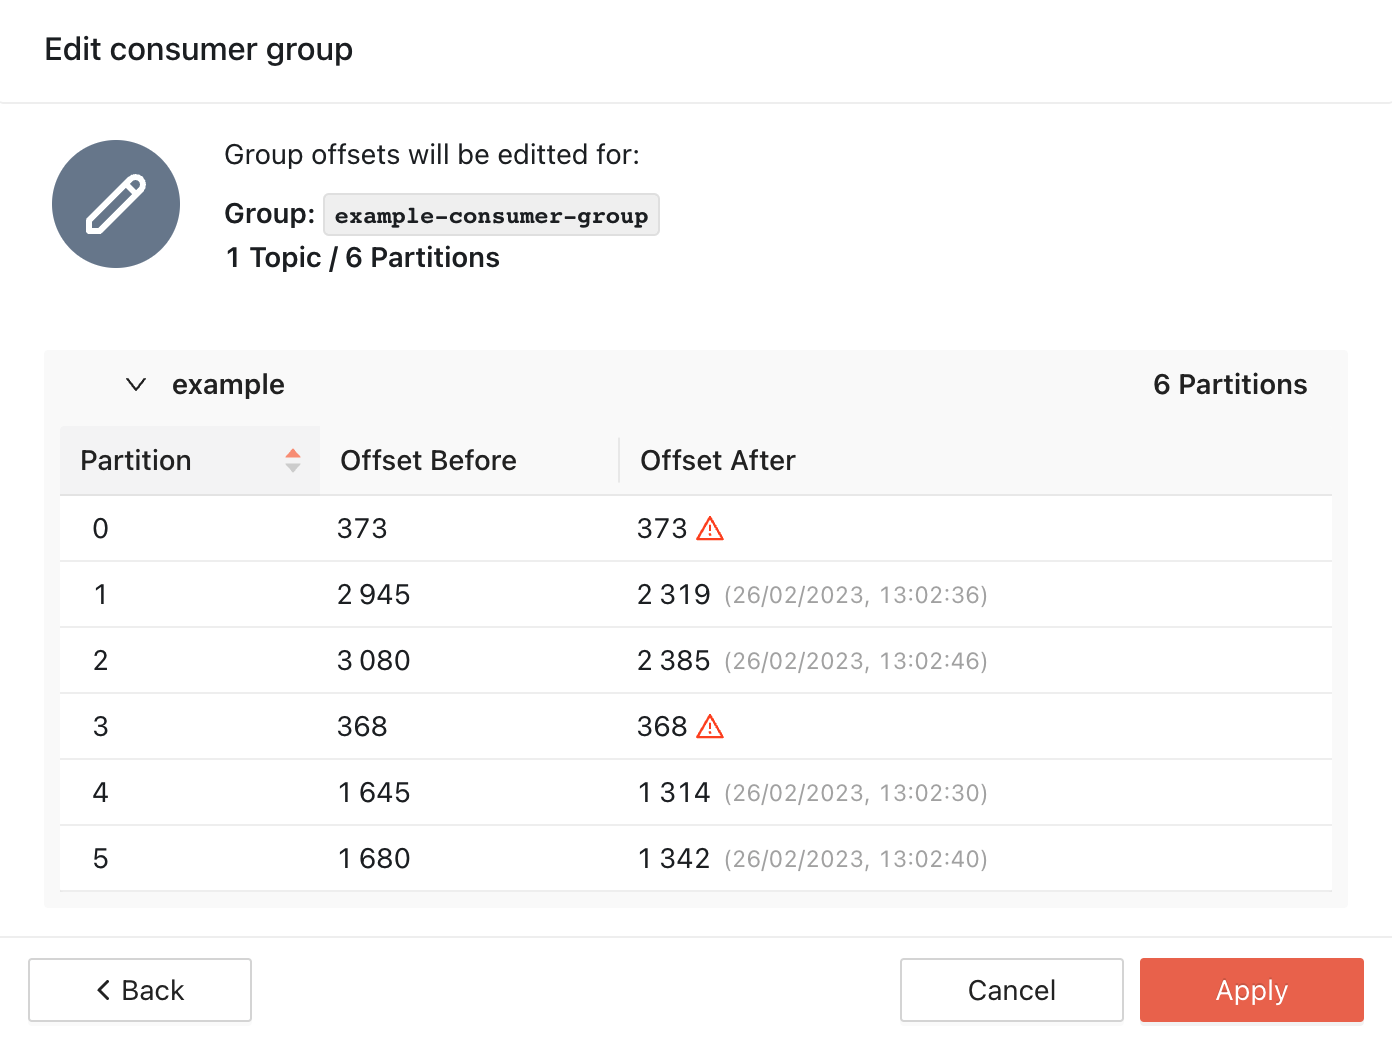 Edit consumer group
Group offsets will be editted for:
Group: example-consumer-group
1 Topic / 6 Partitions
example 6 Partitions
Partition Offset Before Offset After
0 373 373
1 2 945 2 319 (26/02/2023, 13:02:36)
2 3 080 2 385 (26/02/2023, 13:02:46)
3 368 368
4 1 645 1 314 (26/02/2023, 13:02:30)
5 1 680 1 342 (26/02/2023, 13:02:40)
Back Cancel Apply